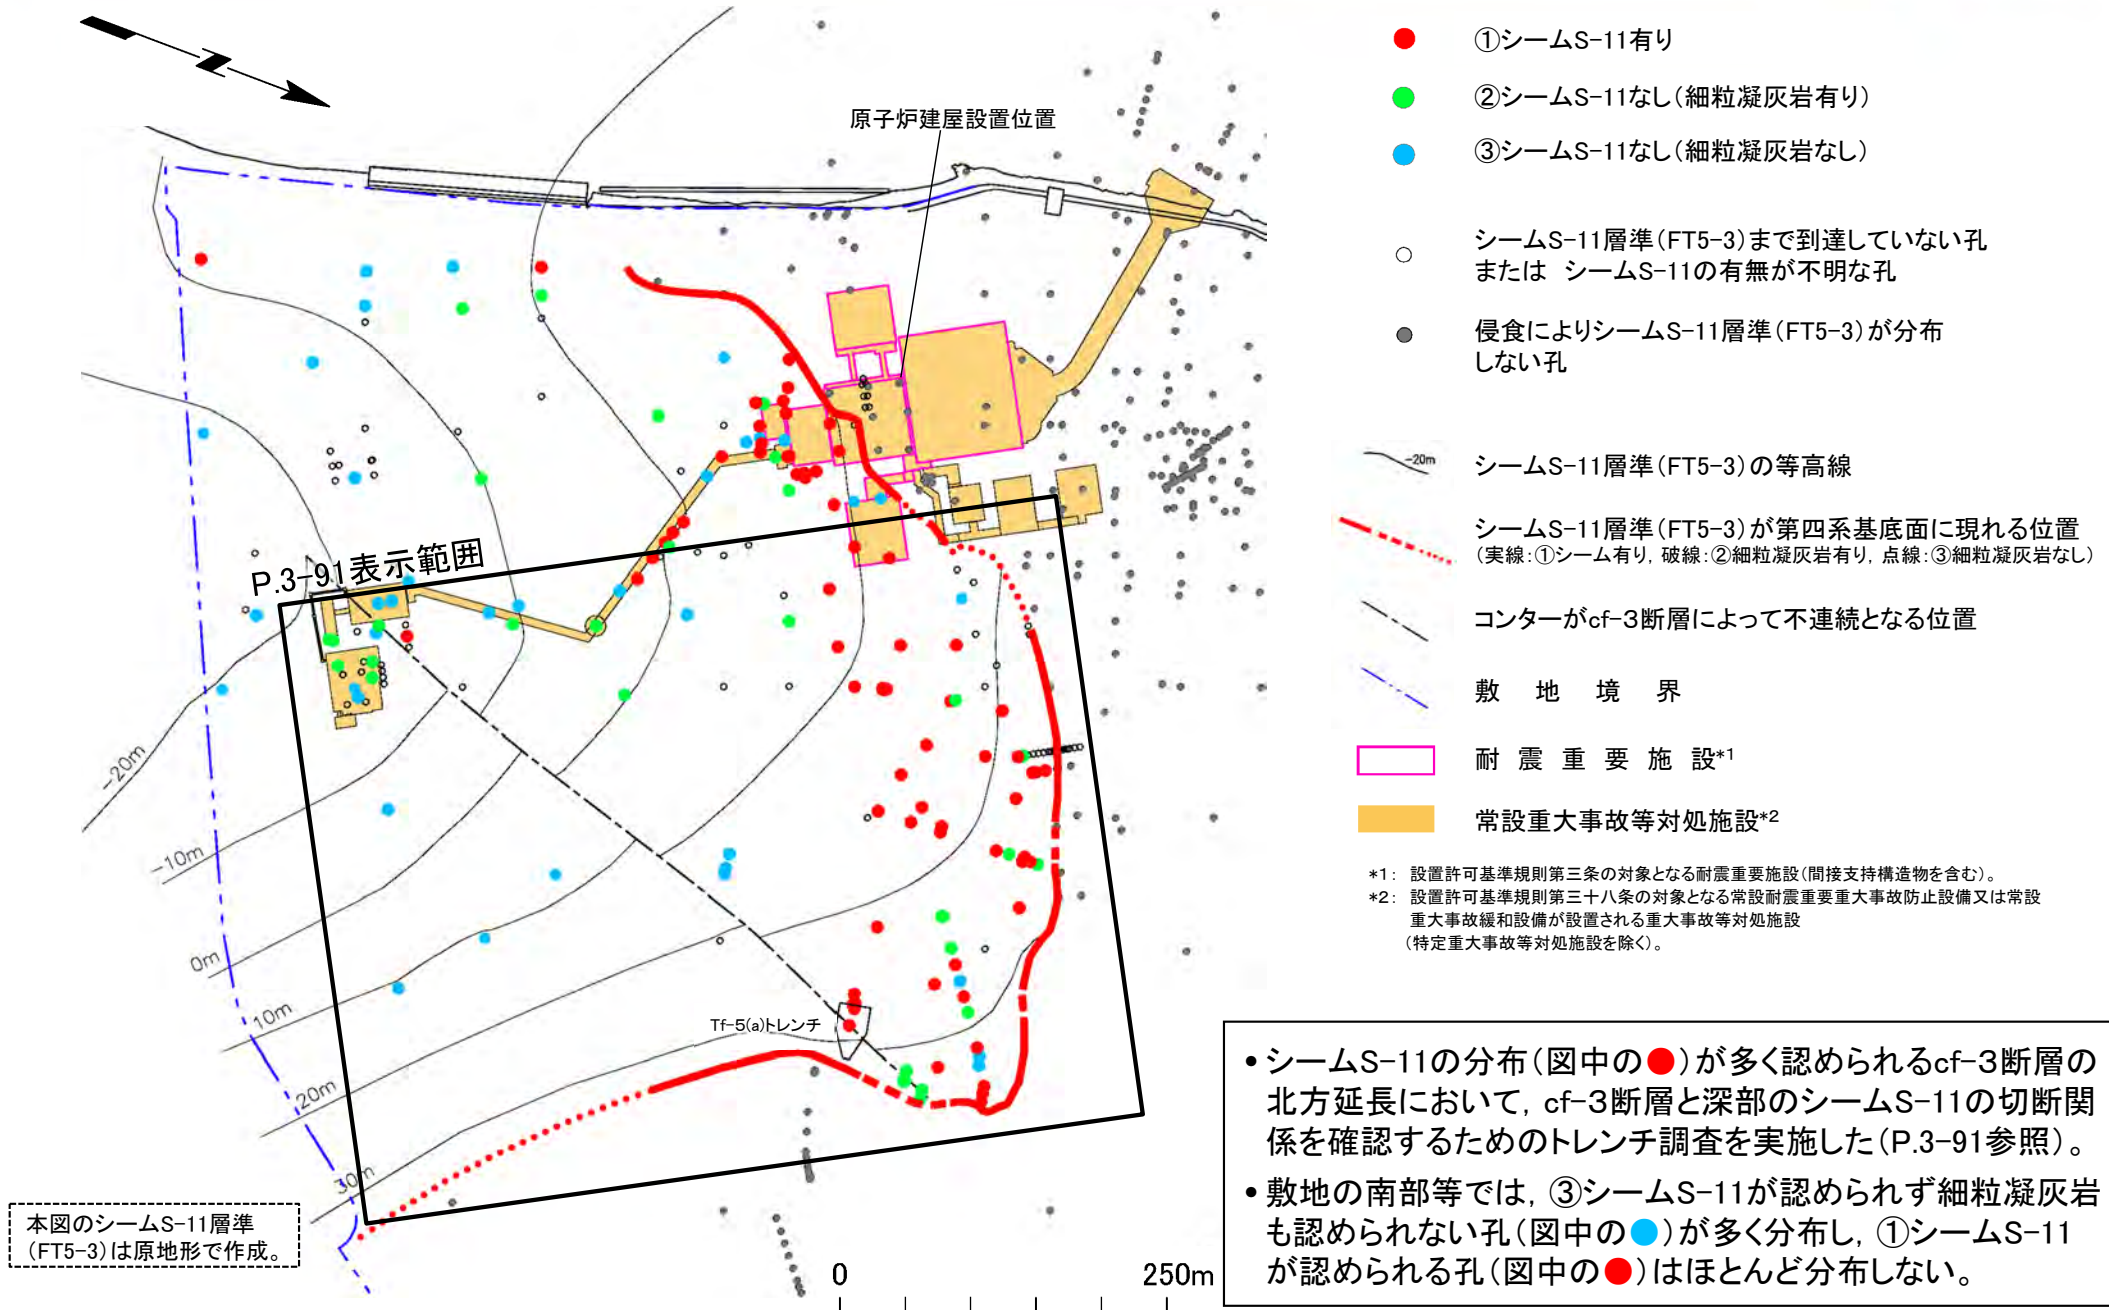 ①シームS-11有り
②シームS-11なし(細粒凝灰岩有り)
③シームS-11なし(細粒凝灰岩なし)
シームS-11層準(FT5-3)まで到達していない孔
または シームS-11の有無が不明な孔
侵食によりシームS-11層準(FT5-3)が分布
しない孔
-20m
シームS-11層準(FT5-3)の等高線
シームS-11層準(FT5-3)が第四系基底面に現れる位置
(実線:①シーム有り, 破線:②細粒凝灰岩有り, 点線:③細粒凝灰岩なし)
コンターがcf-3断層によって不連続となる位置
敷地境界
耐震重要施設*1
常設重大事故等対処施設*2
*1: 設置許可基準規則第三条の対象となる耐震重要施設(間接支持構造物を含む)。
*2: 設置許可基準規則第三十八条の対象となる常設耐震重要重大事故防止設備又は常設
重大事故緩和設備が設置される重大事故等対処施設
(特定重大事故等対処施設を除く)。
原子炉建屋設置位置
P.3-91表示範囲
-20m
-10m
0m
10m
20m
30m
Tf-5(a)トレンチ
本図のシームS-11層準
(FT5-3)は原地形で作成。
0
250m
•シームS-11の分布(図中の●)が多く認められるcf-3断層の
北方延長において, cf-3断層と深部のシームS-11の切断関
係を確認するためのトレンチ調査を実施した(P.3-91参照)。
•敷地の南部等では, ③シームS-11が認められず細粒凝灰岩
も認められない孔(図中の●)が多く分布し, ①シームS-11
が認められる孔(図中の●)はほとんど分布しない。